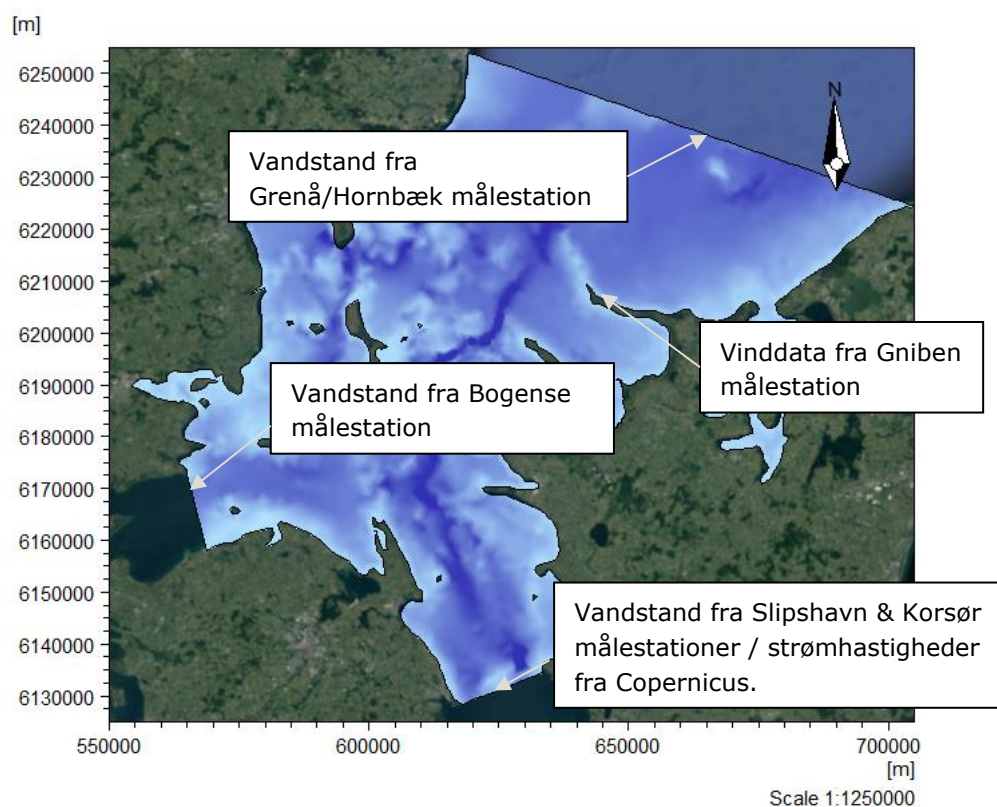 [m]
6250000
6240000
6230000
6220000
6210000
6200000
6190000
6180000
6170000
6160000
6150000
6140000
6130000
N
Vandstand fra
Grenå/Hornbæk målestation
Vinddata fra Gniben
målestation
Vandstand fra Bogense
målestation
Vandstand fra Slipshavn & Korsør
målestationer / strømhastigheder
fra Copernicus.
550000
600000
650000
700000
[m]
Scale 1:1250000